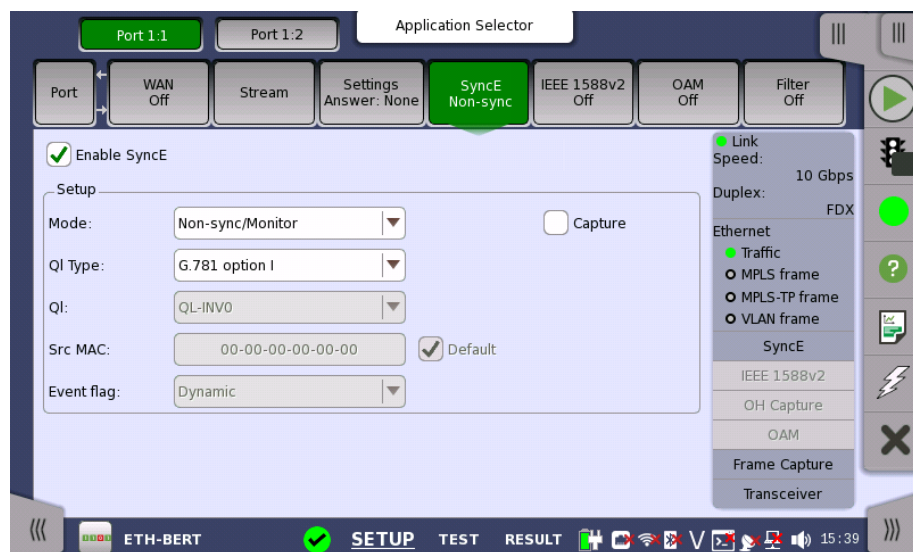 Application Selector
Port 1:1
Port 1:2
Port
WAN
Off
Stream
Settings
Answer: None
SyncE
Non-sync
IEEE 1588v2
Off
OAM
Off
Filter
Off
Enable SyncE
Setup
Mode:
Non-sync/Monitor
Capture
Ql Type:
G.781 option I
Ql:
QL-INV0
Src MAC:
00-00-00-00-00-00
Default
Event flag:
Dynamic
Link
Speed:
10 Gbps
Duplex:
FDX
Ethernet
Traffic
MPLS frame
MPLS-TP frame
VLAN frame
SyncE
IEEE 1588v2
OH Capture
OAM
Frame Capture
Transceiver
ETH-BERT
SETUP
TEST
RESULT
V
15:39